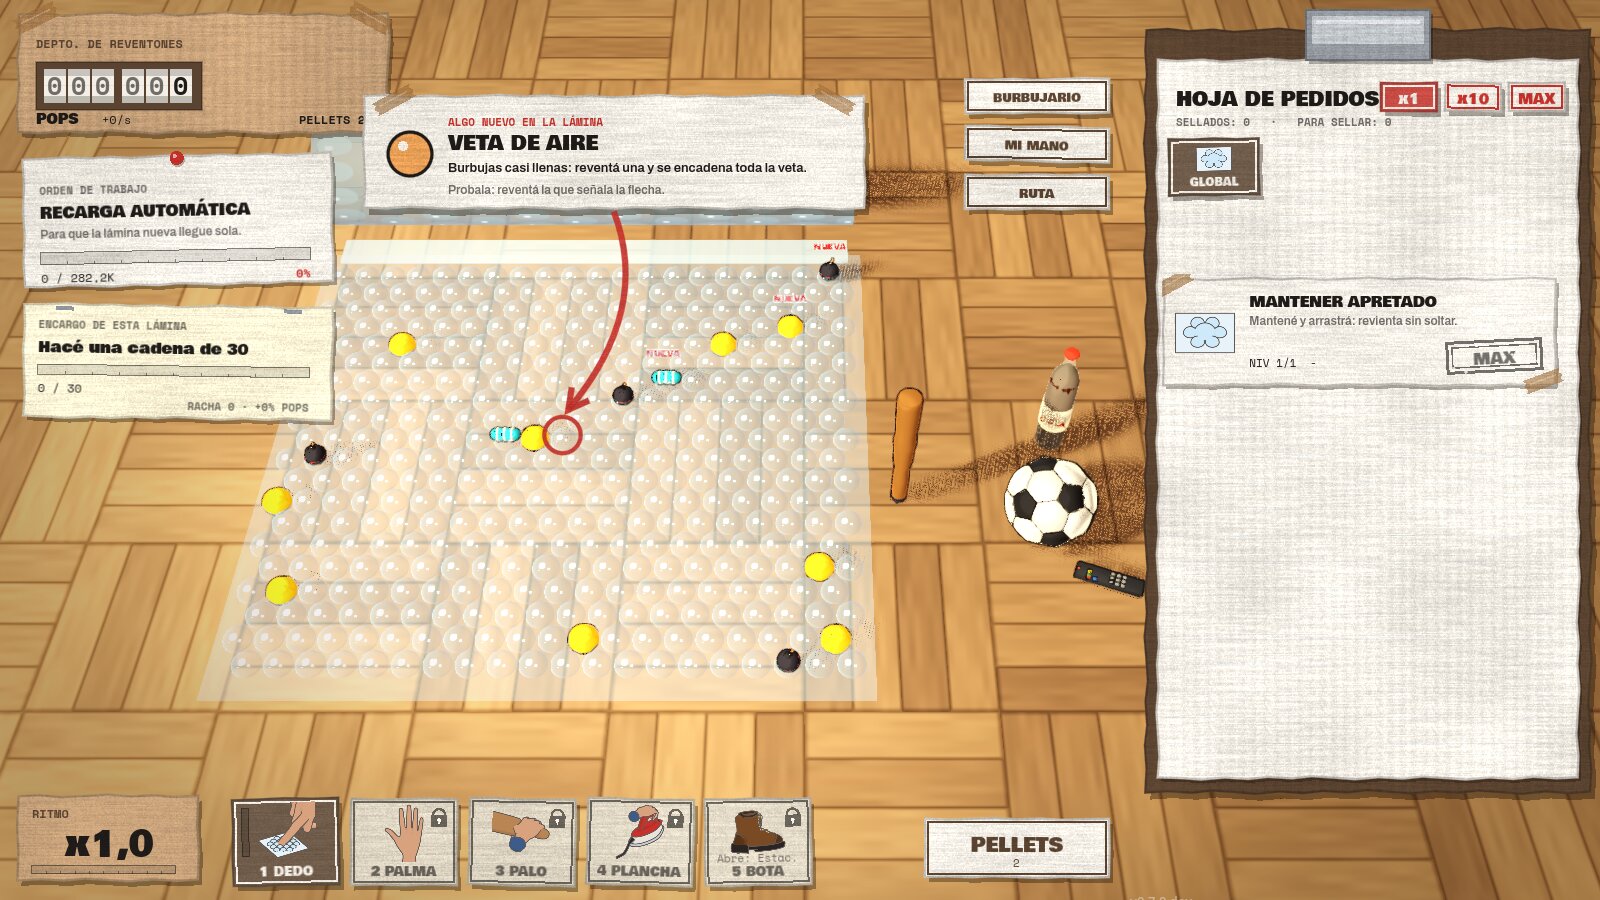 DEPTO. DE REVENTONES
000 000
POPS +0/s PELLETS 2
ORDEN DE TRABAJO
RECARGA AUTOMÁTICA
Para que la lámina nueva llegue sola.
0 / 282,2K 0%
ENCARGO DE ESTA LÁMINA
Hacé una cadena de 30
0 / 30
RACHA 0 · +0% POPS
ALGO NUEVO EN LA LÁMINA
VETA DE AIRE
Burbujas casi llenas: reventá una y se encadena toda la veta.
Probala: reventá la que señala la flecha.
NUEVA
NUEVA
NUEVA
BURBUJARIO
MI MANO
RUTA
HOJA DE PEDIDOS x1 x10 MAX
SELLADOS: 0 · PARA SELLAR: 0
GLOBAL
MANTENER APRETADO
Mantené y arrastrá: revienta sin soltar.
NIV 1/1 -
MAX
RITMO
x1,0
1 DEDO
2 PALMA
3 PALO
4 PLANCHA
Abre: Estac.
5 BOTA
PELLETS
2